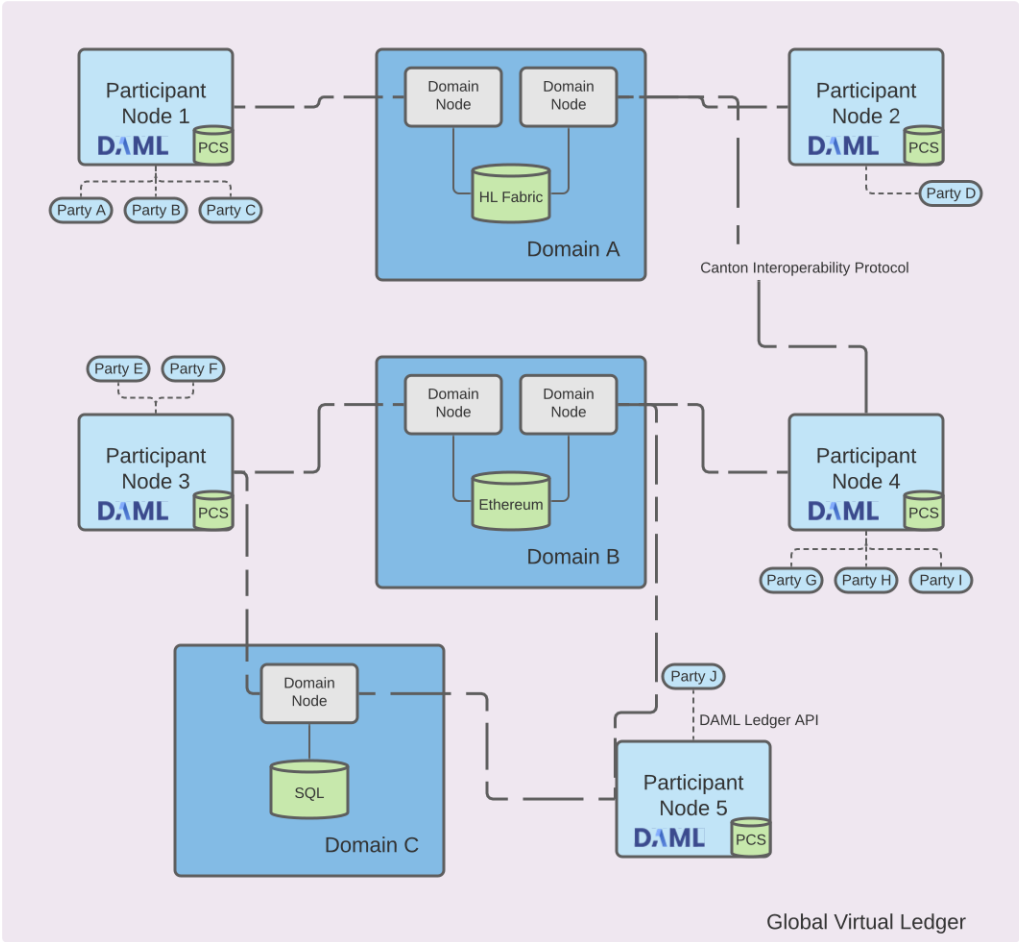 Participant
Node 1
DAML
PCS
Party A
Party B
Party C
Domain
Node
Domain
Node
HL Fabric
Domain A
Participant
Node 2
DAML
PCS
Party D
Canton Interoperability Protocol
Party E
Party F
Participant
Node 3
DAML
PCS
Domain
Node
Domain
Node
Ethereum
Domain B
Participant
Node 4
DAML
PCS
Party G
Party H
Party I
Domain
Node
SQL
Domain C
Party J
DAML Ledger API
Participant
Node 5
DAML
PCS
Global Virtual Ledger